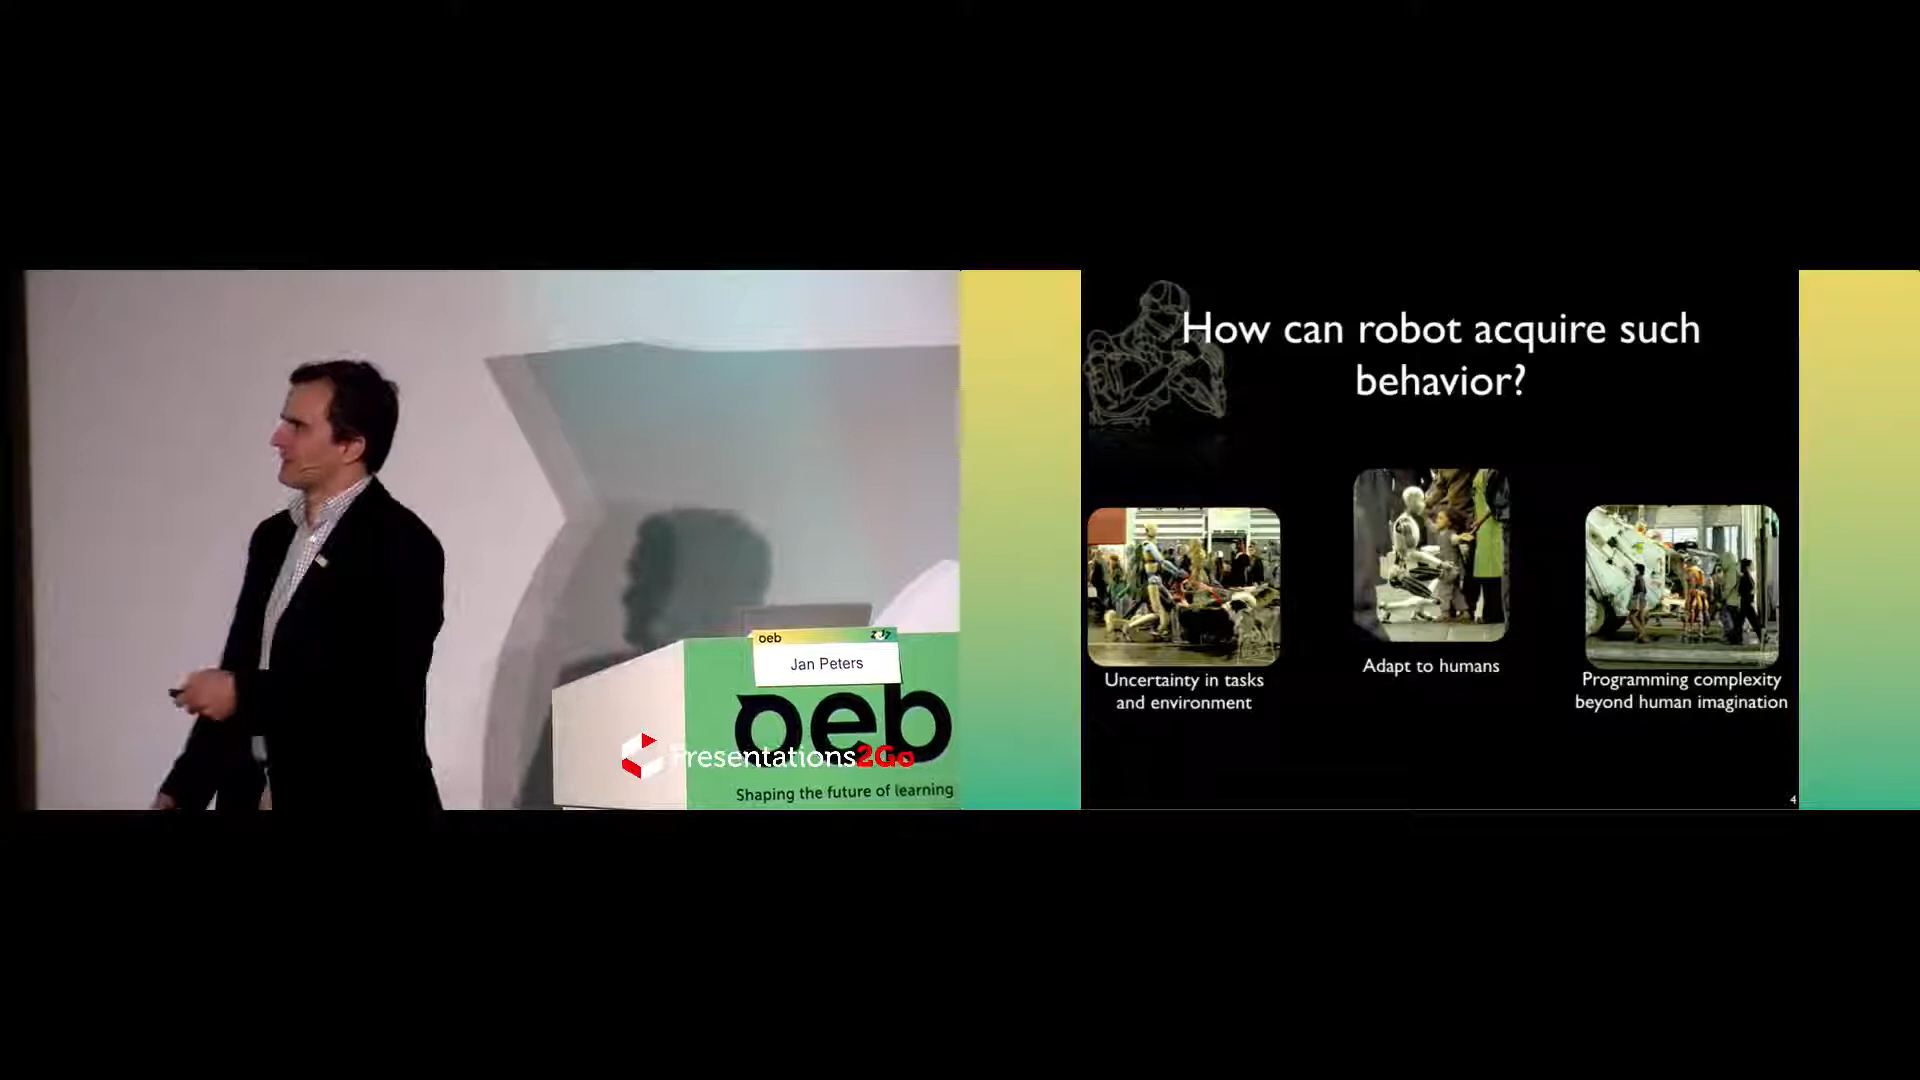 oeb
2017
Jan Peters
oeb
Presentations2Go
Shaping the future of learning
How can robot acquire such
behavior?
Uncertainty in tasks
and environment
Adapt to humans
Programming complexity
beyond human imagination
4